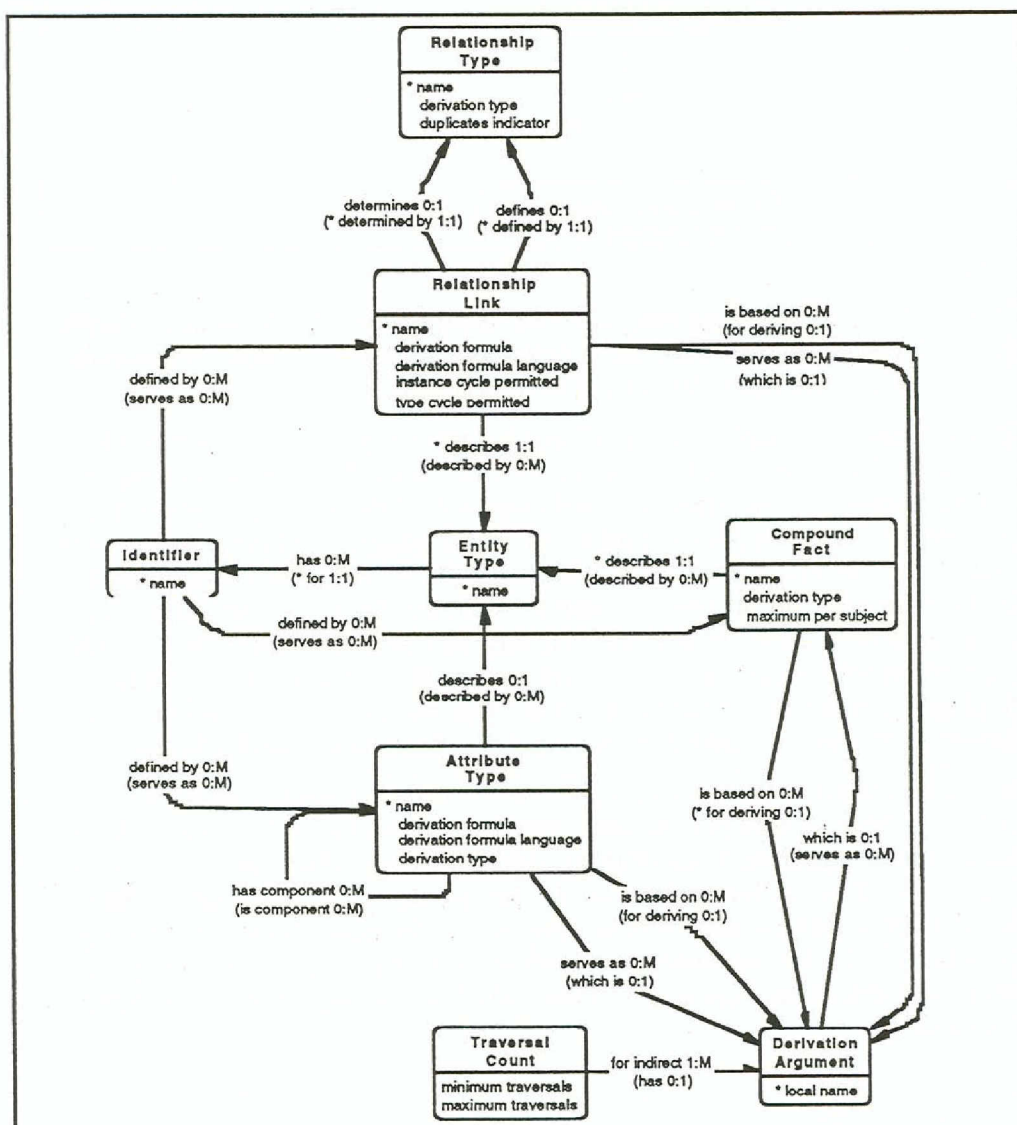 Relationship
Type
* name
derivation type
duplicates indicator
determines 0:1
(* determined by 1:1)
defines 0:1
(* defined by 1:1)
Relationship
Link
* name
derivation formula
derivation formula language
instance cycle permitted
type cycle permitted
is based on 0:M
(for deriving 0:1)
serves as 0:M
(which is 0:1)
defined by 0:M
(serves as 0:M)
* describes 1:1
(described by 0:M)
Identifier
* name
has 0:M
(* for 1:1)
Entity
Type
* name
* describes 1:1
(described by 0:M)
Compound
Fact
* name
derivation type
maximum per subject
defined by 0:M
(serves as 0:M)
describes 0:1
(described by 0:M)
defined by 0:M
(serves as 0:M)
Attribute
Type
* name
derivation formula
derivation formula language
derivation type
is based on 0:M
(* for deriving 0:1)
which is 0:1
(serves as 0:M)
has component 0:M
(is component 0:M)
is based on 0:M
(for deriving 0:1)
serves as 0:M
(which is 0:1)
Traversal
Count
minimum traversals
maximum traversals
for indirect 1:M
(has 0:1)
Derivation
Argument
* local name